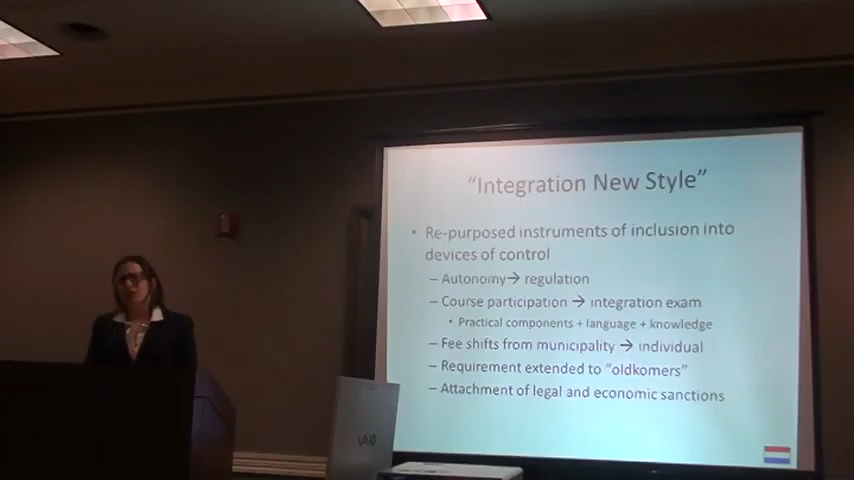 "Integration New Style"
• Re-purposed instruments of inclusion into
devices of control
– Autonomy→ regulation
– Course participation → integration exam
• Practical components + language + knowledge
– Fee shifts from municipality → individual
– Requirement extended to "oldkomers"
– Attachment of legal and economic sanctions
VAIO